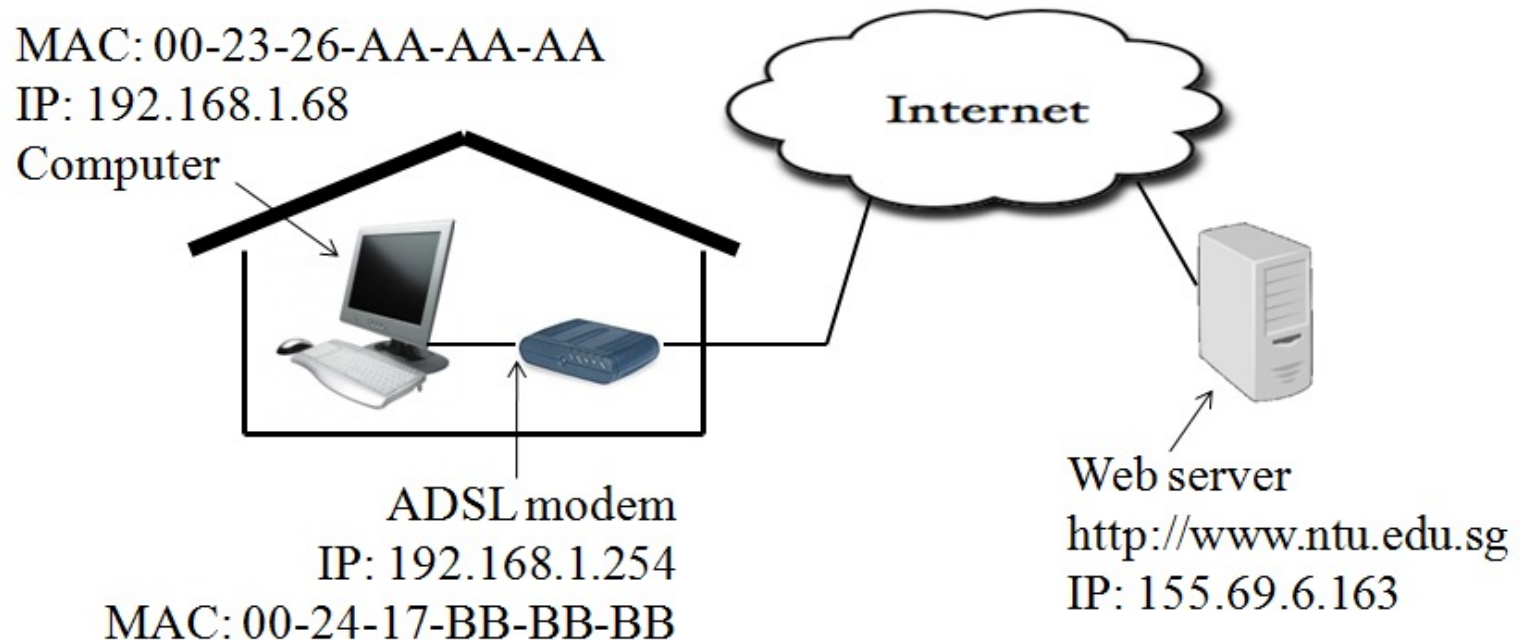 MAC: 00-23-26-AA-AA-AA
IP: 192.168.1.68
Computer
Internet
ADSL modem
IP: 192.168.1.254
MAC: 00-24-17-BB-BB-BB
Web server
http://www.ntu.edu.sg
IP: 155.69.6.163